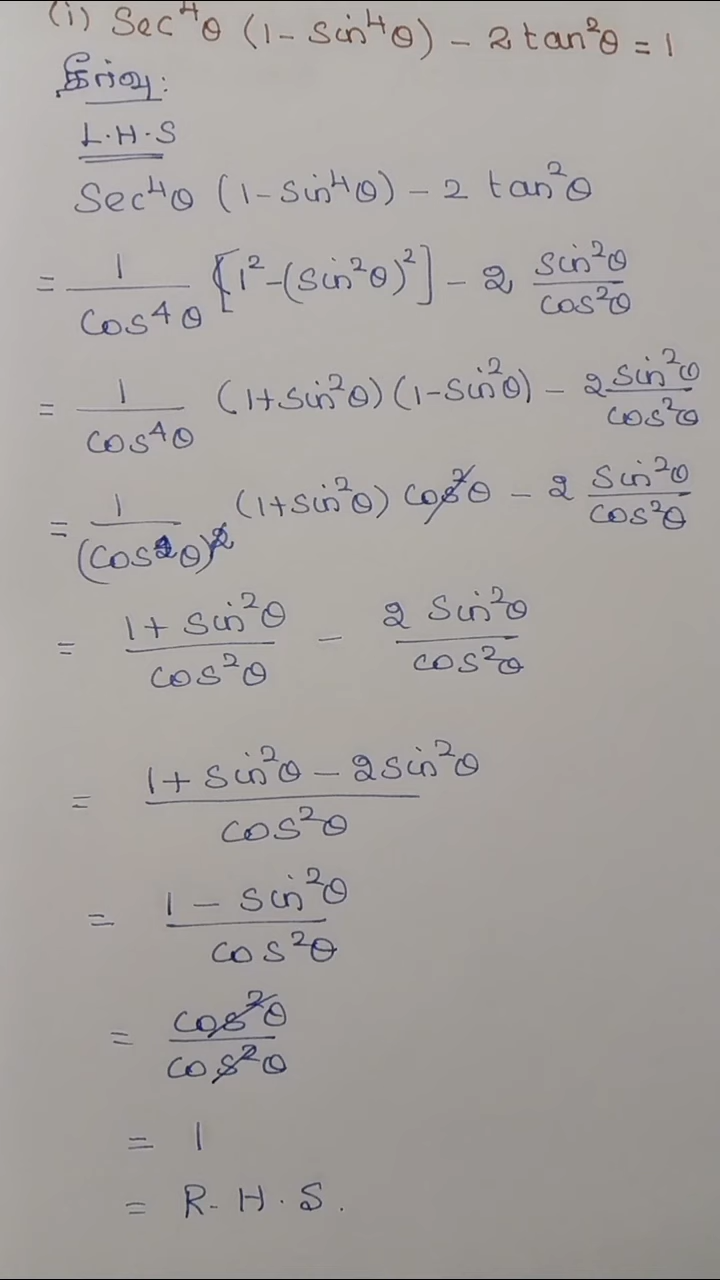 (i) Sec⁴θ (1 - Sin⁴θ) - 2 tan²θ = 1
தீர்வு:
L.H.S
Sec⁴θ (1 - Sin⁴θ) - 2 tan²θ
= 1/Cos⁴θ [1² - (Sin²θ)²] - 2 Sin²θ/Cos²θ
= 1/Cos⁴θ (1 + Sin²θ) (1 - Sin²θ) - 2 Sin²θ/Cos²θ
= 1/(Cos²θ)² (1 + Sin²θ) Cos²θ - 2 Sin²θ/Cos²θ
= 1 + Sin²θ/Cos²θ - 2 Sin²θ/Cos²θ
= 1 + Sin²θ - 2 Sin²θ/Cos²θ
= 1 - Sin²θ/Cos²θ
= Cos²θ/Cos²θ
= 1
= R.H.S.